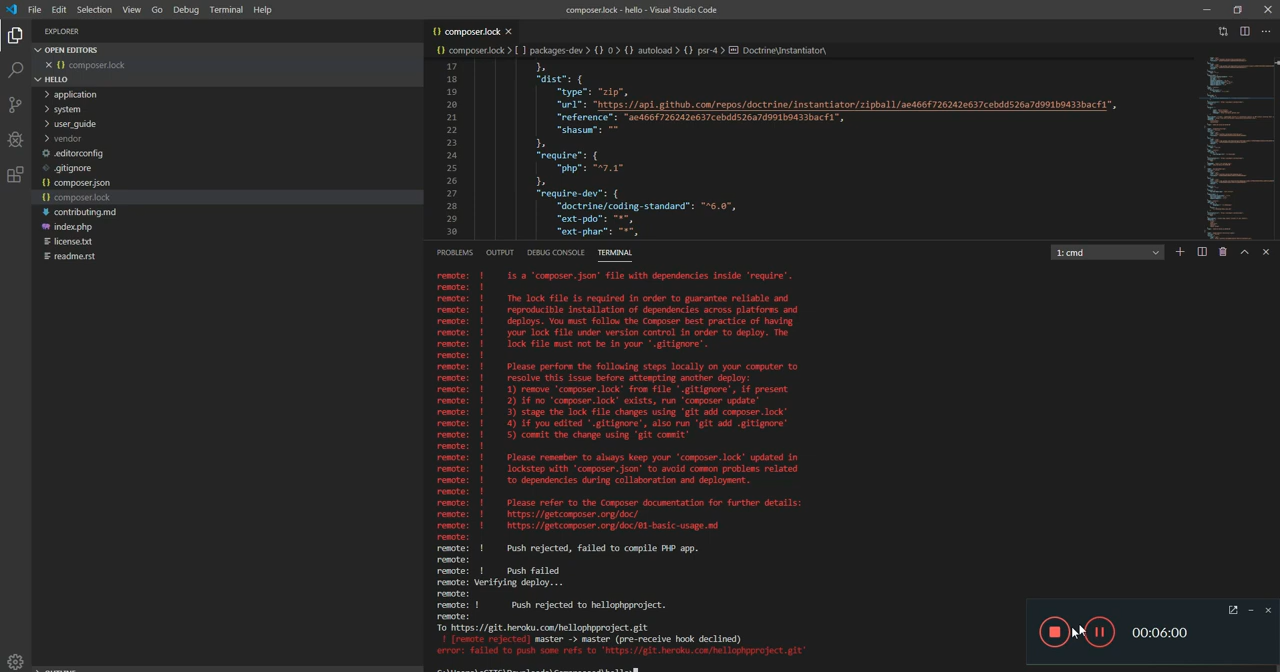 File Edit Selection View Go Debug Terminal Help
composer.lock - hello - Visual Studio Code
EXPLORER
OPEN EDITORS
composer.lock
HELLO
application
system
user_guide
vendor
.editorconfig
.gitignore
composer.json
composer.lock
contributing.md
index.php
license.txt
readme.rst
composer.lock
composer.lock > [ ] packages-dev > {} 0 > {} autoload > {} psr-4 > Doctrine\Instantiator\
17 },
18 "dist": {
19 "type": "zip",
20 "url": "https://api.github.com/repos/doctrine/instantiator/zipball/ae466f726242e637cebdd526a7d991b9433bacf1",
21 "reference": "ae466f726242e637cebdd526a7d991b9433bacf1",
22 "shasum": ""
23 },
24 "require": {
25 "php": "^7.1"
26 },
27 "require-dev": {
28 "doctrine/coding-standard": "^6.0",
29 "ext-pdo": "*",
30 "ext-phar": "*",
PROBLEMS OUTPUT DEBUG CONSOLE TERMINAL
1: cmd
remote: ! is a 'composer.json' file with dependencies inside 'require'.
remote: !
remote: ! The lock file is required in order to guarantee reliable and
remote: ! reproducible installation of dependencies across platforms and
remote: ! deploys. You must follow the Composer best practice of having
remote: ! your lock file under version control in order to deploy. The
remote: ! lock file must not be in your '.gitignore'.
remote: !
remote: ! Please perform the following steps locally on your computer to
remote: ! resolve this issue before attempting another deploy:
remote: ! 1) remove 'composer.lock' from file '.gitignore', if present
remote: ! 2) if no 'composer.lock' exists, run 'composer update'
remote: ! 3) stage the lock file changes using 'git add composer.lock'
remote: ! 4) if you edited '.gitignore', also run 'git add .gitignore'
remote: ! 5) commit the change using 'git commit'
remote: !
remote: ! Please remember to always keep your 'composer.lock' updated in
remote: ! lockstep with 'composer.json' to avoid common problems related
remote: ! to dependencies during collaboration and deployment.
remote: !
remote: ! Please refer to the Composer documentation for further details:
remote: ! https://getcomposer.org/doc/
remote: ! https://getcomposer.org/doc/01-basic-usage.md
remote:
remote: ! Push rejected, failed to compile PHP app.
remote:
remote: ! Push failed
remote: Verifying deploy...
remote:
remote: ! Push rejected to hellophpproject.
remote:
To https://git.heroku.com/hellophpproject.git
! [remote rejected] master -> master (pre-receive hook declined)
error: failed to push some refs to 'https://git.heroku.com/hellophpproject.git'
00:06:00